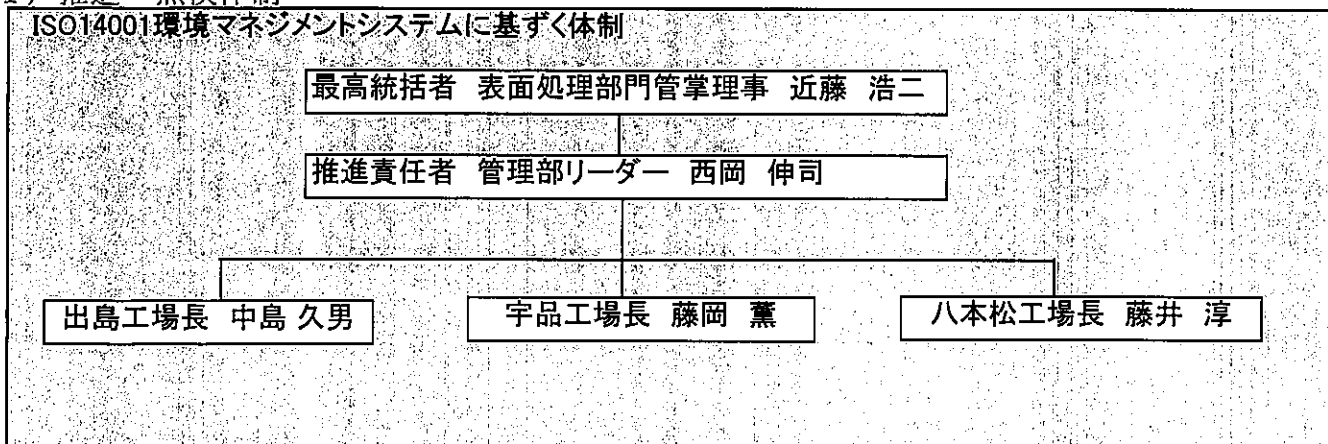 ISO14001環境マネジメントシステムに基ずく体制
最高統括者 表面処理部門管掌理事 近藤 浩二
推進責任者 管理部リーダー 西岡 伸司
出島工場長 中島 久男
宇品工場長 藤岡 薫
八本松工場長 藤井 淳